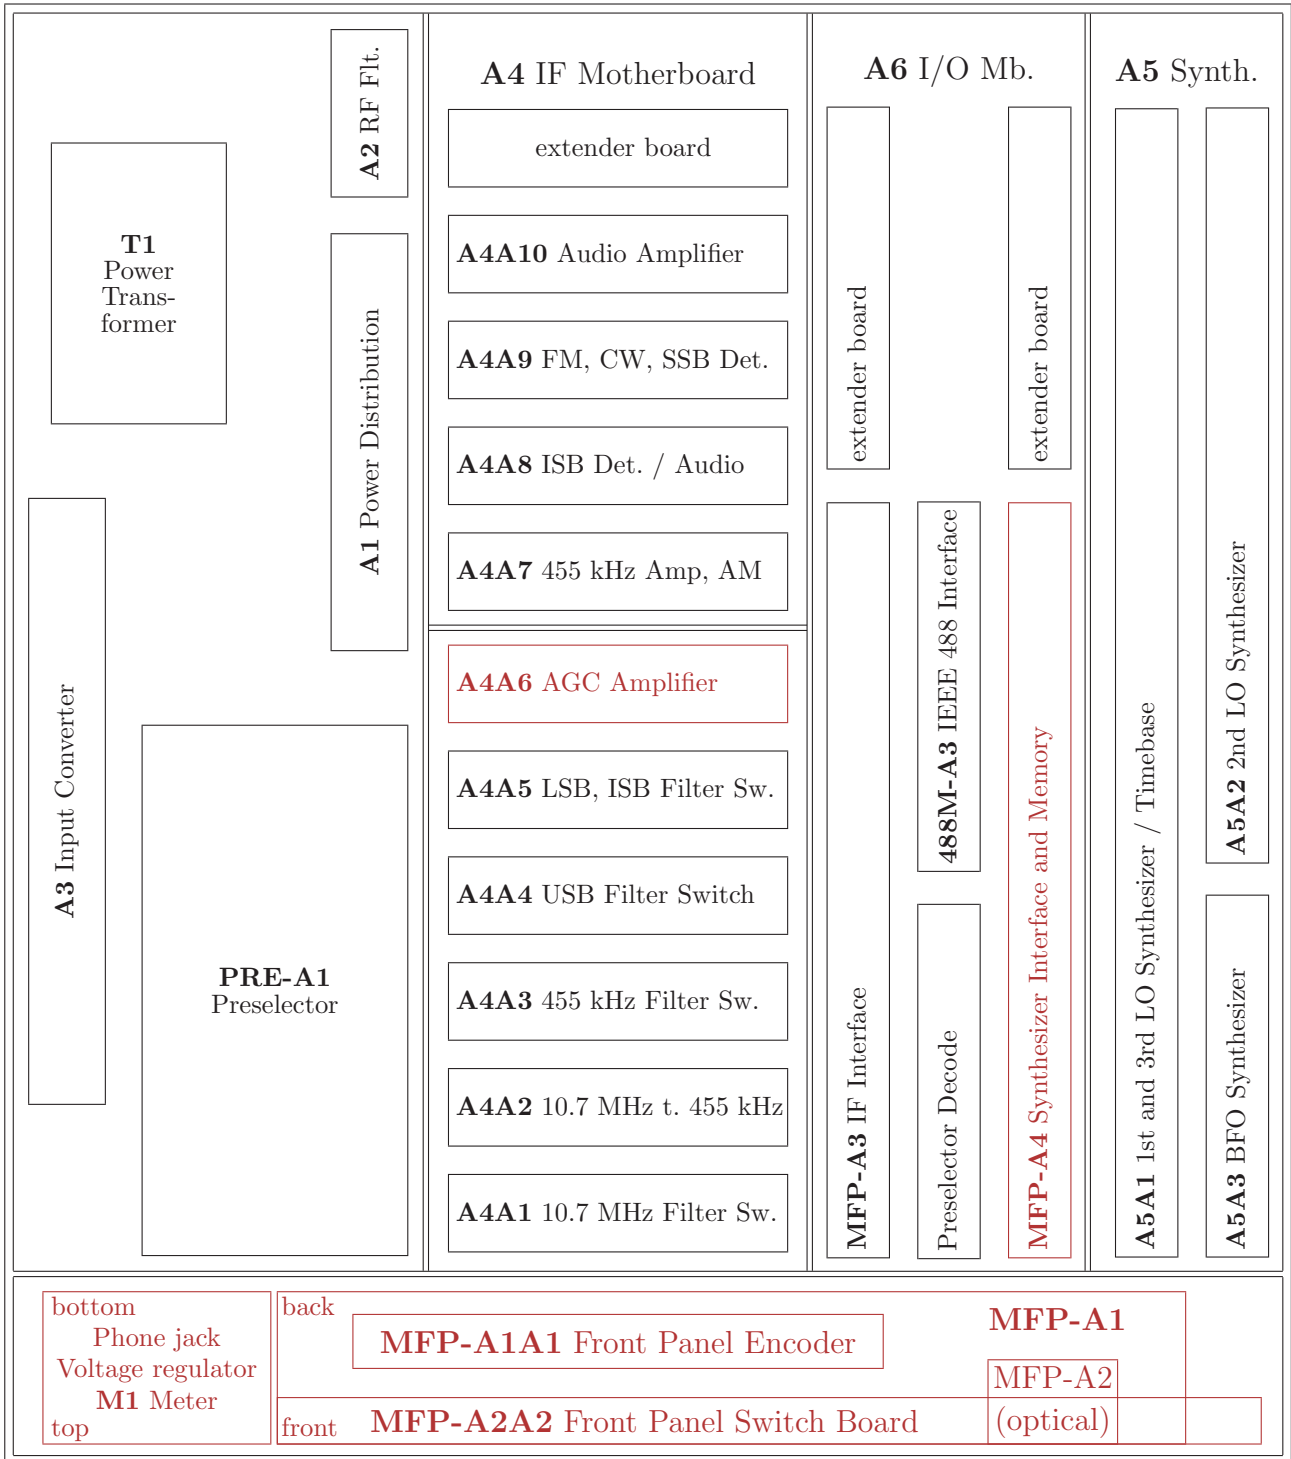 A2 RF Flt.
T1
Power
Trans-
former
A1 Power Distribution
A3 Input Converter
PRE-A1
Preselector
A4 IF Motherboard
extender board
A4A10 Audio Amplifier
A4A9 FM, CW, SSB Det.
A4A8 ISB Det. / Audio
A4A7 455 kHz Amp, AM
A4A6 AGC Amplifier
A4A5 LSB, ISB Filter Sw.
A4A4 USB Filter Switch
A4A3 455 kHz Filter Sw.
A4A2 10.7 MHz t. 455 kHz
A4A1 10.7 MHz Filter Sw.
A6 I/O Mb.
extender board
extender board
MFP-A3 IF Interface
488M-A3 IEEE 488 Interface
Preselector Decode
MFP-A4 Synthesizer Interface and Memory
A5 Synth.
A5A1 1st and 3rd LO Synthesizer / Timebase
A5A2 2nd LO Synthesizer
A5A3 BFO Synthesizer
bottom
Phone jack
Voltage regulator
M1 Meter
top
back
MFP-A1A1 Front Panel Encoder
MFP-A1
MFP-A2
(optical)
front
MFP-A2A2 Front Panel Switch Board